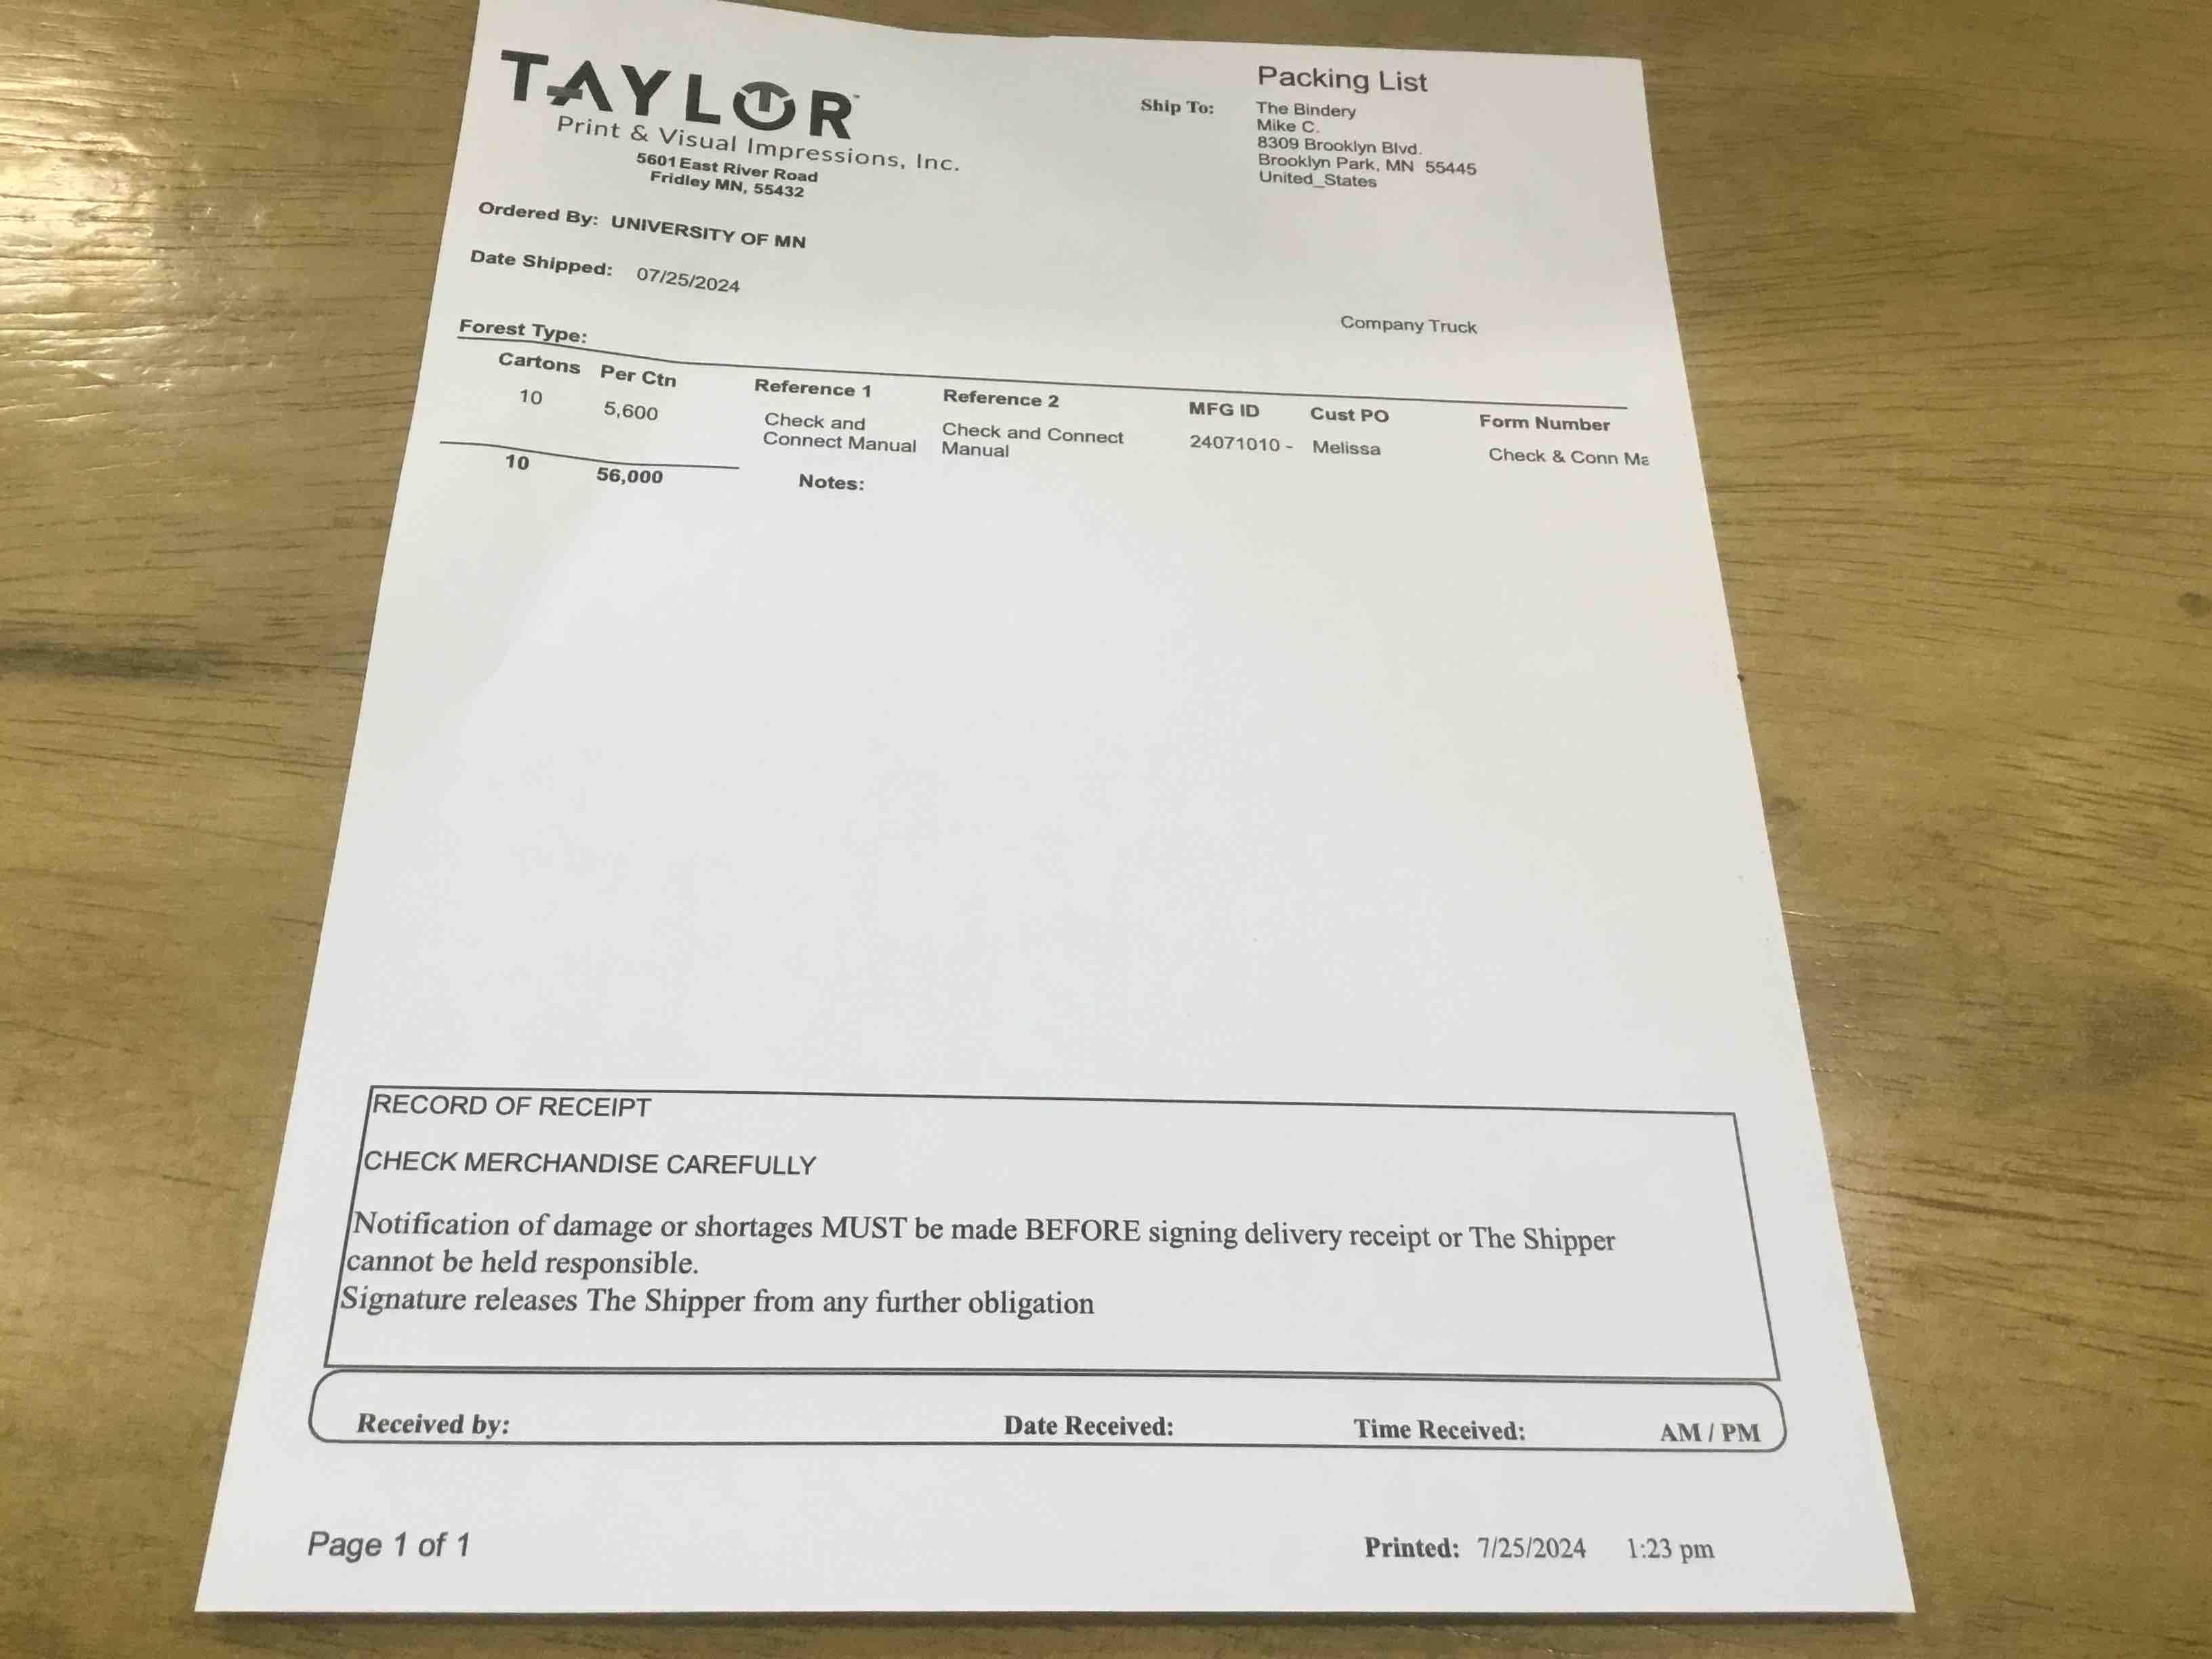 TAYLOR™
Print & Visual Impressions, Inc.
5601 East River Road
Fridley MN, 55432
Packing List
Ship To:
The Bindery
Mike C.
8309 Brooklyn Blvd.
Brooklyn Park, MN 55445
United_States
Ordered By: UNIVERSITY OF MN
Date Shipped: 07/25/2024
Company Truck
Forest Type:
Cartons Per Ctn Reference 1 Reference 2 MFG ID Cust PO Form Number
10 5,600 Check and Check and Connect 24071010 - Melissa Check & Conn Ma
Connect Manual Manual
10 56,000 Notes:
RECORD OF RECEIPT
CHECK MERCHANDISE CAREFULLY
Notification of damage or shortages MUST be made BEFORE signing delivery receipt or The Shipper
cannot be held responsible.
Signature releases The Shipper from any further obligation
Received by: Date Received: Time Received: AM / PM
Page 1 of 1
Printed: 7/25/2024 1:23 pm